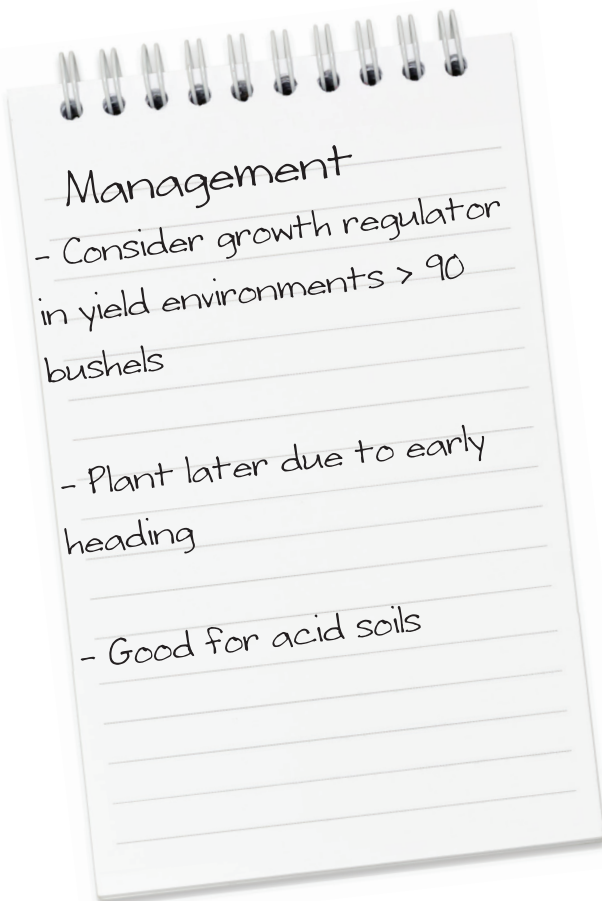 Management
- Consider growth regulator
in yield environments > 90
bushels
- Plant later due to early
heading
- Good for acid soils